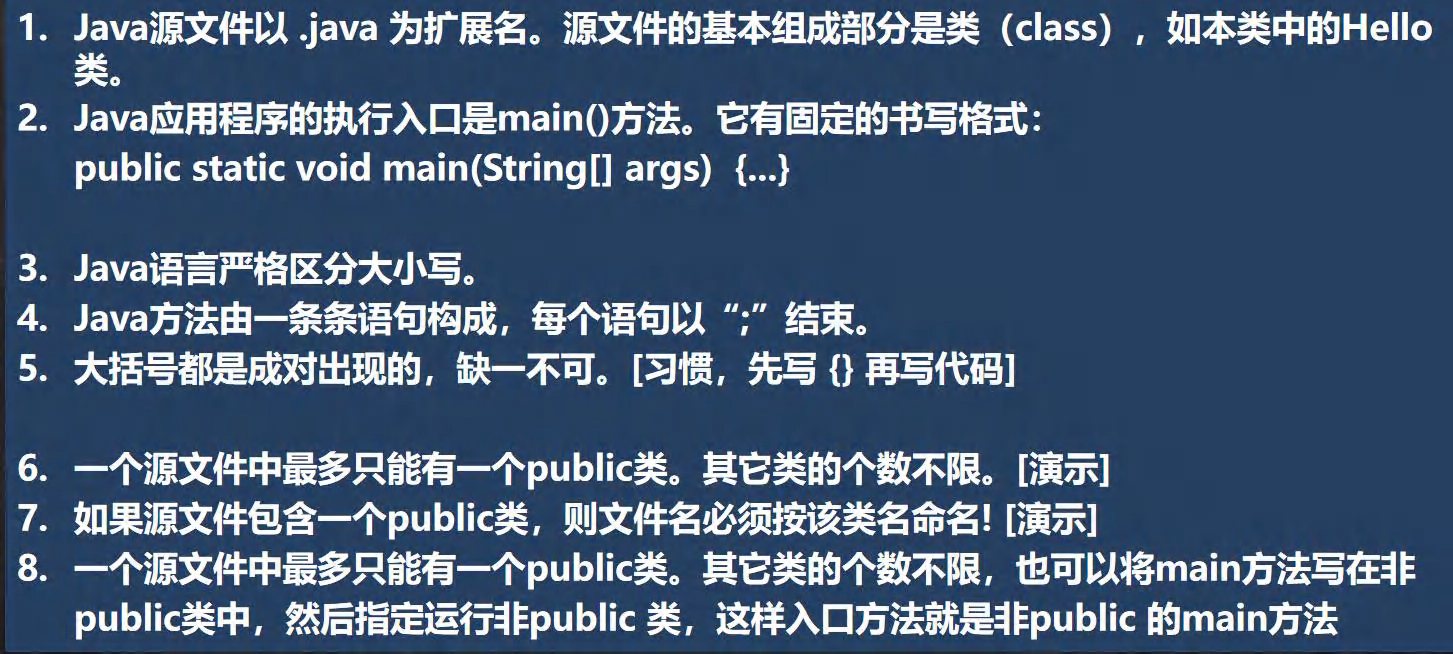 1. Java源文件以 .java 为扩展名。源文件的基本组成部分是类（class），如本类中的Hello
类。
2. Java应用程序的执行入口是main()方法。它有固定的书写格式：
public static void main(String[] args) {...}
3. Java语言严格区分大小写。
4. Java方法由一条条语句构成，每个语句以“;”结束。
5. 大括号都是成对出现的，缺一不可。[习惯，先写 {} 再写代码]
6. 一个源文件中最多只能有一个public类。其它类的个数不限。[演示]
7. 如果源文件包含一个public类，则文件名必须按该类名命名! [演示]
8. 一个源文件中最多只能有一个public类。其它类的个数不限，也可以将main方法写在非
public类中，然后指定运行非public 类，这样入口方法就是非public 的main方法